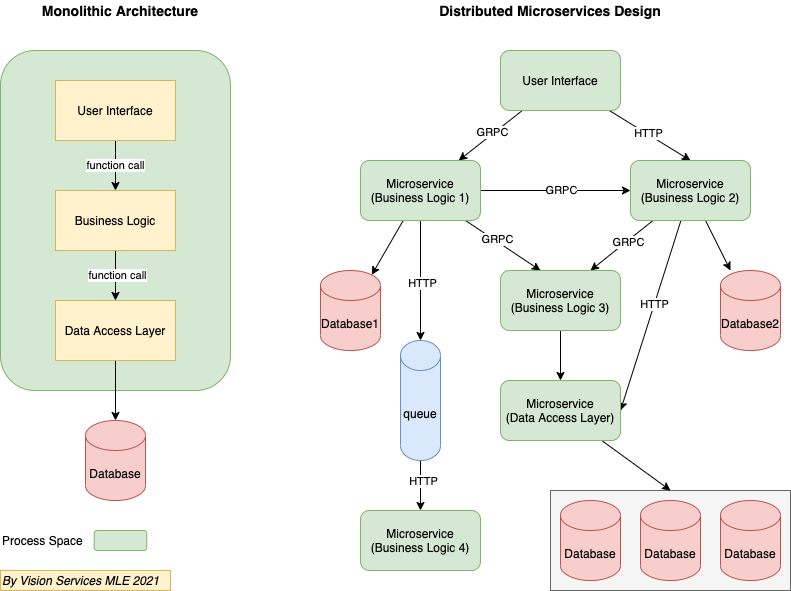 Monolithic Architecture
Distributed Microservices Design
User Interface
function call
Business Logic
function call
Data Access Layer
Database
Process Space
By Vision Services MLE 2021
User Interface
GRPC
HTTP
Microservice
(Business Logic 1)
GRPC
Microservice
(Business Logic 2)
GRPC
GRPC
Database1
HTTP
Microservice
(Business Logic 3)
HTTP
Database2
queue
Microservice
(Data Access Layer)
HTTP
Microservice
(Business Logic 4)
Database
Database
Database